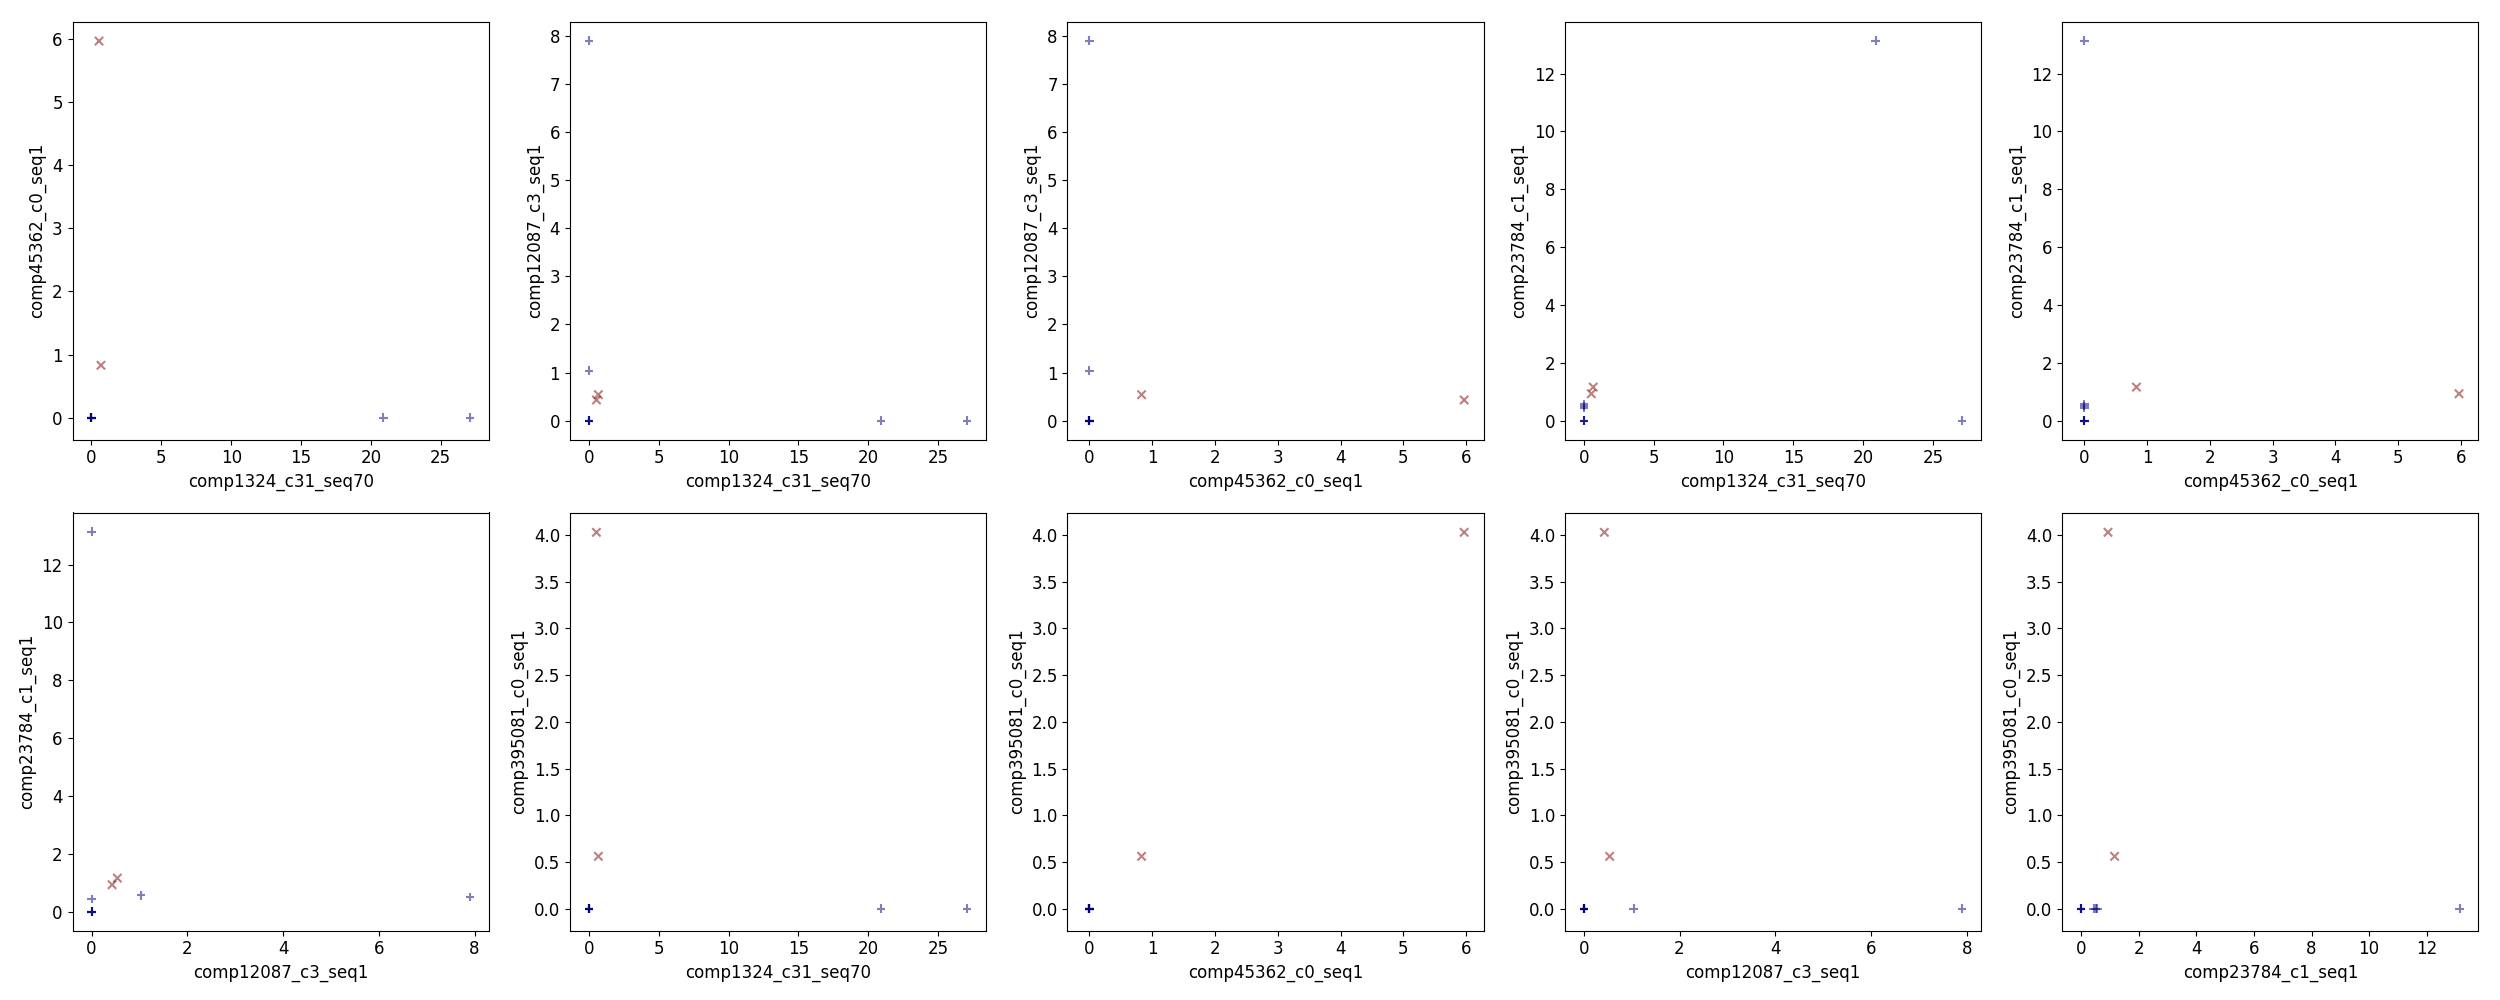 6
5
4
3
2
1
0
comp45362_c0_seq1
0 5 10 15 20 25
comp1324_c31_seq70
8
7
6
5
4
3
2
1
0
comp12087_c3_seq1
0 5 10 15 20 25
comp1324_c31_seq70
8
7
6
5
4
3
2
1
0
comp12087_c3_seq1
0 1 2 3 4 5 6
comp45362_c0_seq1
12
10
8
6
4
2
0
comp23784_c1_seq1
0 5 10 15 20 25
comp1324_c31_seq70
12
10
8
6
4
2
0
comp23784_c1_seq1
0 1 2 3 4 5 6
comp45362_c0_seq1
12
10
8
6
4
2
0
comp23784_c1_seq1
0 2 4 6 8
comp12087_c3_seq1
4.0
3.5
3.0
2.5
2.0
1.5
1.0
0.5
0.0
comp395081_c0_seq1
0 5 10 15 20 25
comp1324_c31_seq70
4.0
3.5
3.0
2.5
2.0
1.5
1.0
0.5
0.0
comp395081_c0_seq1
0 1 2 3 4 5 6
comp45362_c0_seq1
4.0
3.5
3.0
2.5
2.0
1.5
1.0
0.5
0.0
comp395081_c0_seq1
0 2 4 6 8
comp12087_c3_seq1
4.0
3.5
3.0
2.5
2.0
1.5
1.0
0.5
0.0
comp395081_c0_seq1
0 2 4 6 8 10 12
comp23784_c1_seq1